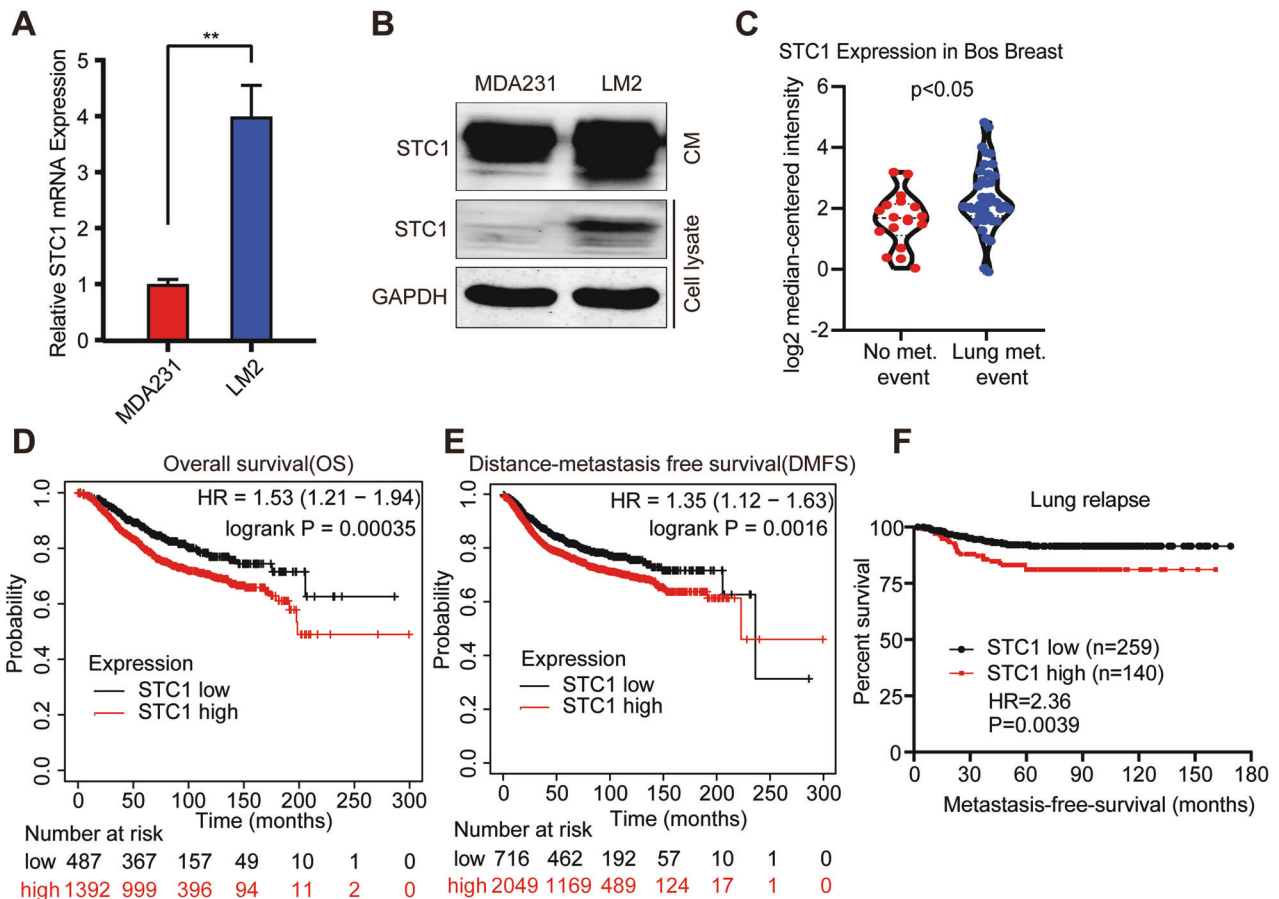 A
**
Relative STC1 mRNA Expression
5
4
3
2
1
0
MDA231
LM2
B
MDA231 LM2
STC1
CM
STC1
GAPDH
Cell lysate
C
STC1 Expression in Bos Breast
p<0.05
log2 median-centered intensity
6
4
2
0
-2
No met.
event
Lung met.
event
D
Overall survival(OS)
HR = 1.53 (1.21 − 1.94)
logrank P = 0.00035
Probability
1.0
0.8
0.6
0.4
0.2
0.0
Expression
STC1 low
STC1 high
0 50 100 150 200 250 300
Time (months)
Number at risk
low 487 367 157 49 10 1 0
high 1392 999 396 94 11 2 0
E
Distance-metastasis free survival(DMFS)
HR = 1.35 (1.12 − 1.63)
logrank P = 0.0016
Probability
1.0
0.8
0.6
0.4
0.2
0.0
Expression
STC1 low
STC1 high
0 50 100 150 200 250 300
Time (months)
Number at risk
low 716 462 192 57 10 1 0
high 2049 1169 489 124 17 1 0
F
Lung relapse
Percent survival
100
75
50
25
0
STC1 low (n=259)
STC1 high (n=140)
HR=2.36
P=0.0039
0 30 60 90 120 150 180
Metastasis-free-survival (months)